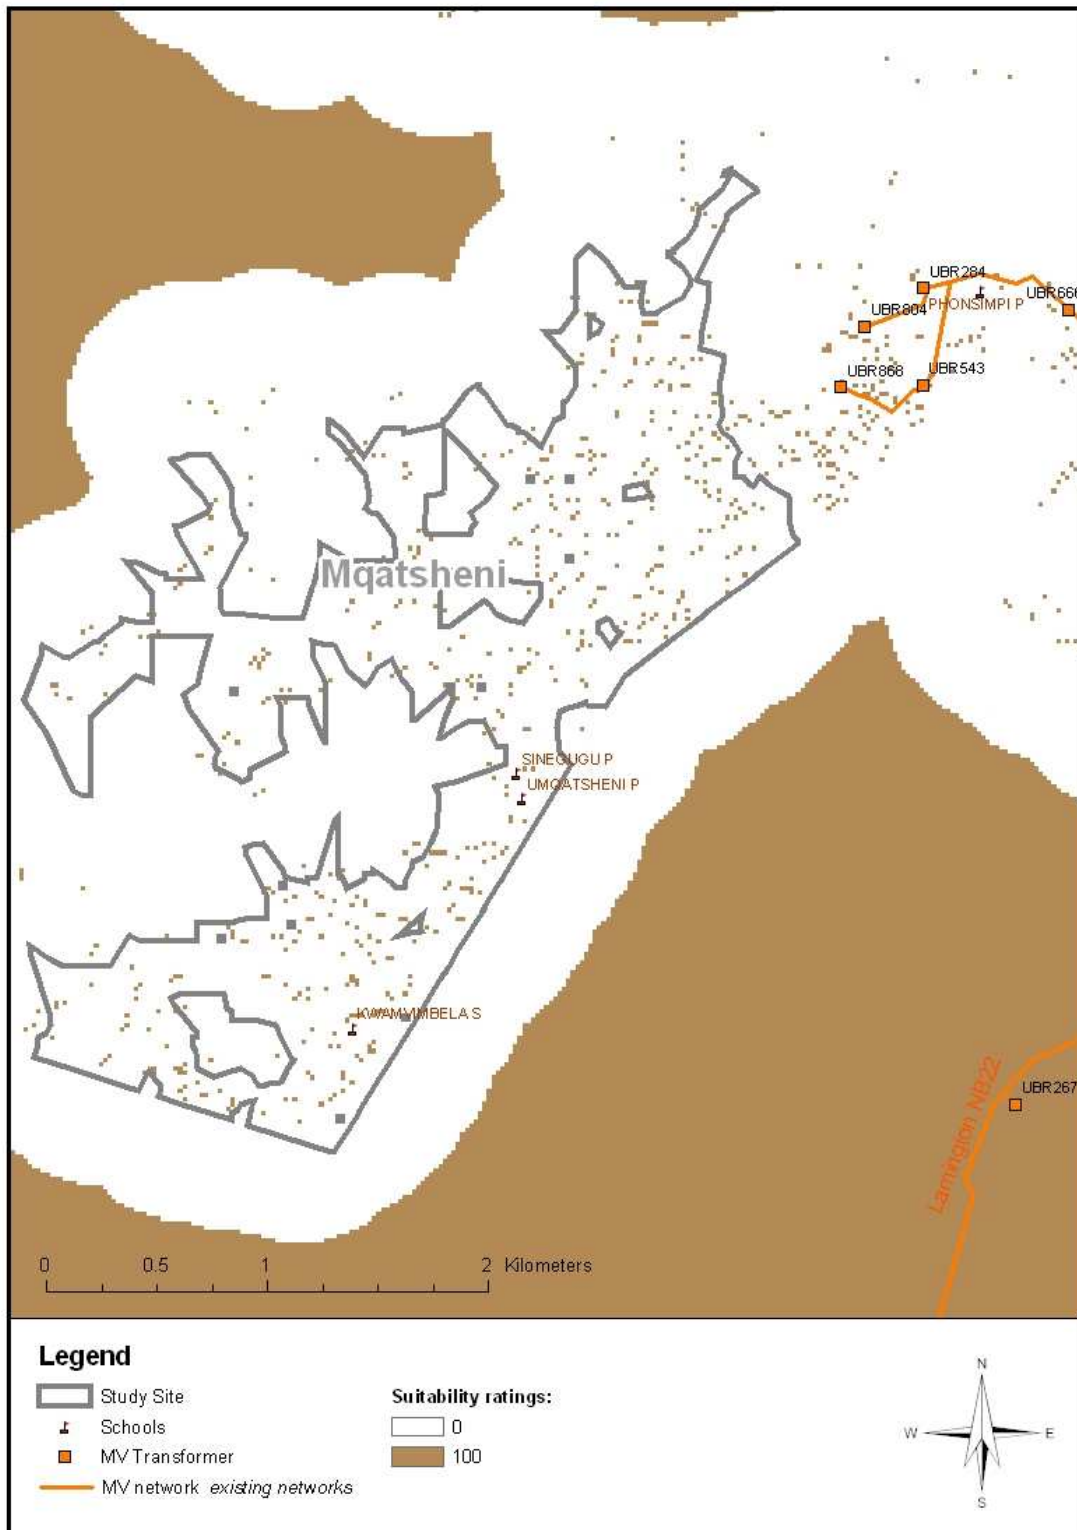 UBR284
UBR666
PHONSIMPI P
UBR804
UBR868
UBR543
Mqatsheni
SINEGUGU P
UMQATSHENI P
KWAMVIMBELA S
UBR267
Lamington NB22
0 0.5 1 2 Kilometers
Legend
Study Site
Schools
MV Transformer
MV network existing networks
Suitability ratings:
0
100
N
W E
S